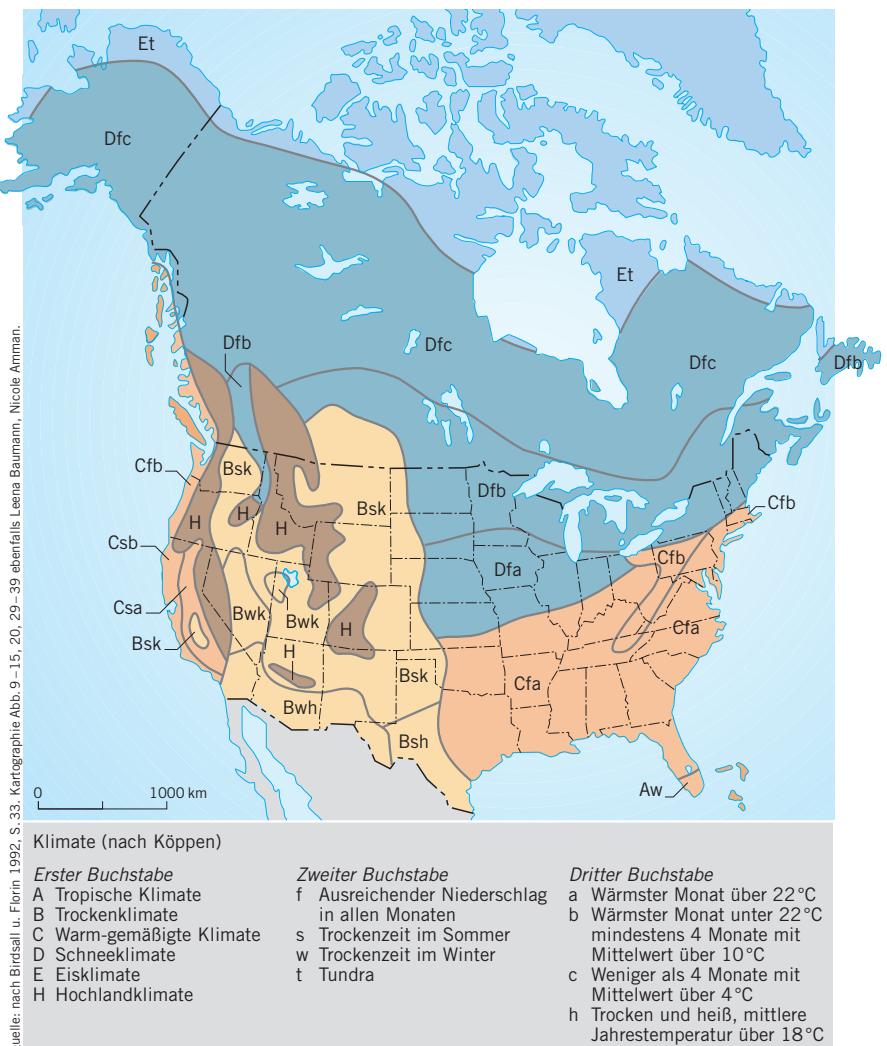 Et
Dfc
Et
Dfb
Dfc
Dfc
Dfb
Cfb
Bsk
Bsk
Dfb
Cfb
H
H
H
Csb
Cfb
Dfa
Csa
Bwk
Bwk
H
Cfa
Bsk
H
Bsk
Cfa
Bwh
Bsh
Aw
0 1000 km
Klimate (nach Köppen)
Erster Buchstabe
A Tropische Klimate
B Trockenklimate
C Warm-gemäßigte Klimate
D Schneeklimate
E Eisklimate
H Hochlandklimate
Zweiter Buchstabe
f Ausreichender Niederschlag
in allen Monaten
s Trockenzeit im Sommer
w Trockenzeit im Winter
t Tundra
Dritter Buchstabe
a Wärmster Monat über 22°C
b Wärmster Monat unter 22°C
mindestens 4 Monate mit
Mittelwert über 10°C
c Weniger als 4 Monate mit
Mittelwert über 4°C
h Trocken und heiß, mittlere
Jahrestemperatur über 18°C
uelle: nach Birdsall u. Florin 1992, S. 33. Kartographie Abb. 9–15, 20, 29–39 ebenfalls Leena Baumann, Nicole Amman.